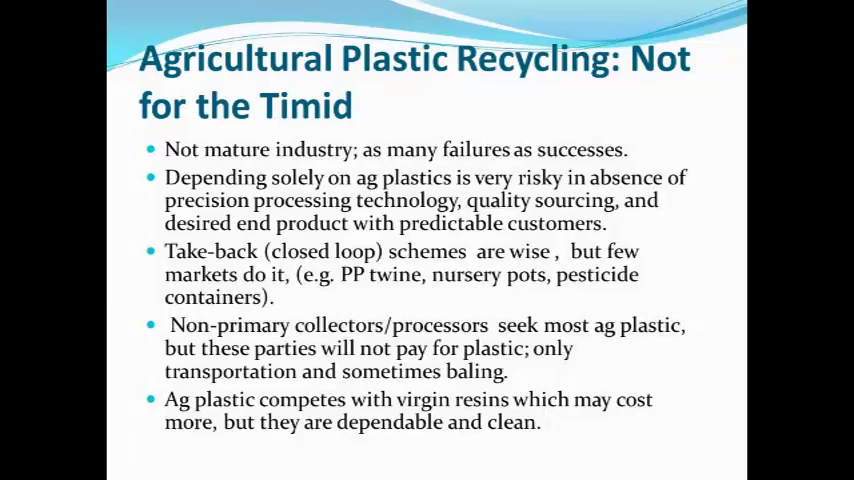 Agricultural Plastic Recycling: Not
for the Timid
• Not mature industry; as many failures as successes.
• Depending solely on ag plastics is very risky in absence of
precision processing technology, quality sourcing, and
desired end product with predictable customers.
• Take-back (closed loop) schemes are wise , but few
markets do it, (e.g. PP twine, nursery pots, pesticide
containers).
• Non-primary collectors/processors seek most ag plastic,
but these parties will not pay for plastic; only
transportation and sometimes baling.
• Ag plastic competes with virgin resins which may cost
more, but they are dependable and clean.